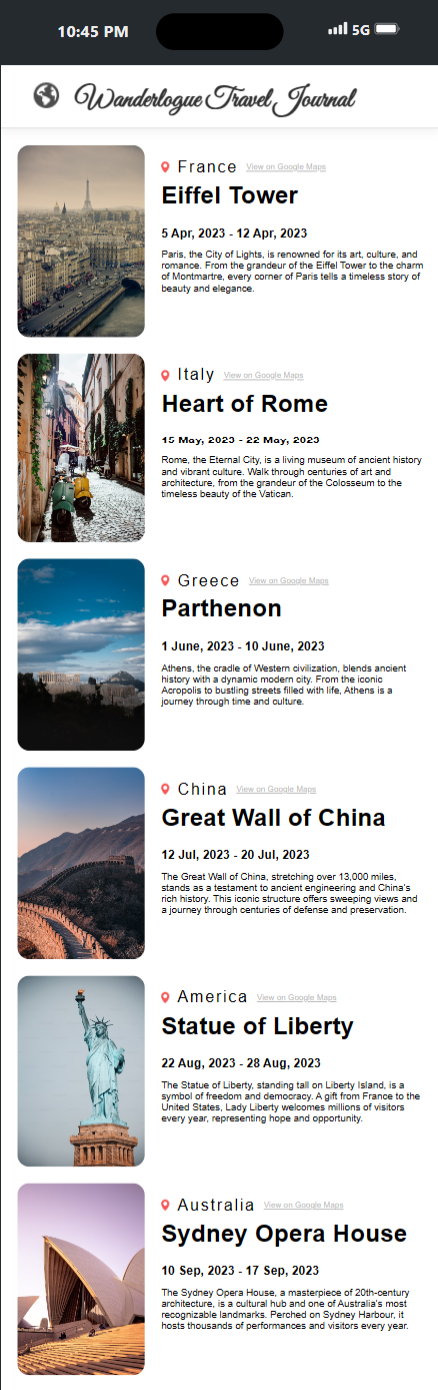 10:45 PM
5G
Wanderlogue Travel Journal
France View on Google Maps
Eiffel Tower
5 Apr, 2023 - 12 Apr, 2023
Paris, the City of Lights, is renowned for its art, culture, and
romance. From the grandeur of the Eiffel Tower to the charm
of Montmartre, every corner of Paris tells a timeless story of
beauty and elegance.
Italy View on Google Maps
Heart of Rome
15 May, 2023 - 22 May, 2023
Rome, the Eternal City, is a living museum of ancient history
and vibrant culture. Walk through centuries of art and
architecture, from the grandeur of the Colosseum to the
timeless beauty of the Vatican.
Greece View on Google Maps
Parthenon
1 June, 2023 - 10 June, 2023
Athens, the cradle of Western civilization, blends ancient
history with a dynamic modern city. From the iconic
Acropolis to bustling streets filled with life, Athens is a
journey through time and culture.
China View on Google Maps
Great Wall of China
12 Jul, 2023 - 20 Jul, 2023
The Great Wall of China, stretching over 13,000 miles,
stands as a testament to ancient engineering and China's
rich history. This iconic structure offers sweeping views and
a journey through centuries of defense and preservation.
America View on Google Maps
Statue of Liberty
22 Aug, 2023 - 28 Aug, 2023
The Statue of Liberty, standing tall on Liberty Island, is a
symbol of freedom and democracy. A gift from France to the
United States, Lady Liberty welcomes millions of visitors
every year, representing hope and opportunity.
Australia View on Google Maps
Sydney Opera House
10 Sep, 2023 - 17 Sep, 2023
The Sydney Opera House, a masterpiece of 20th-century
architecture, is a cultural hub and one of Australia's most
recognizable landmarks. Perched on Sydney Harbour, it
hosts thousands of performances and visitors every year.